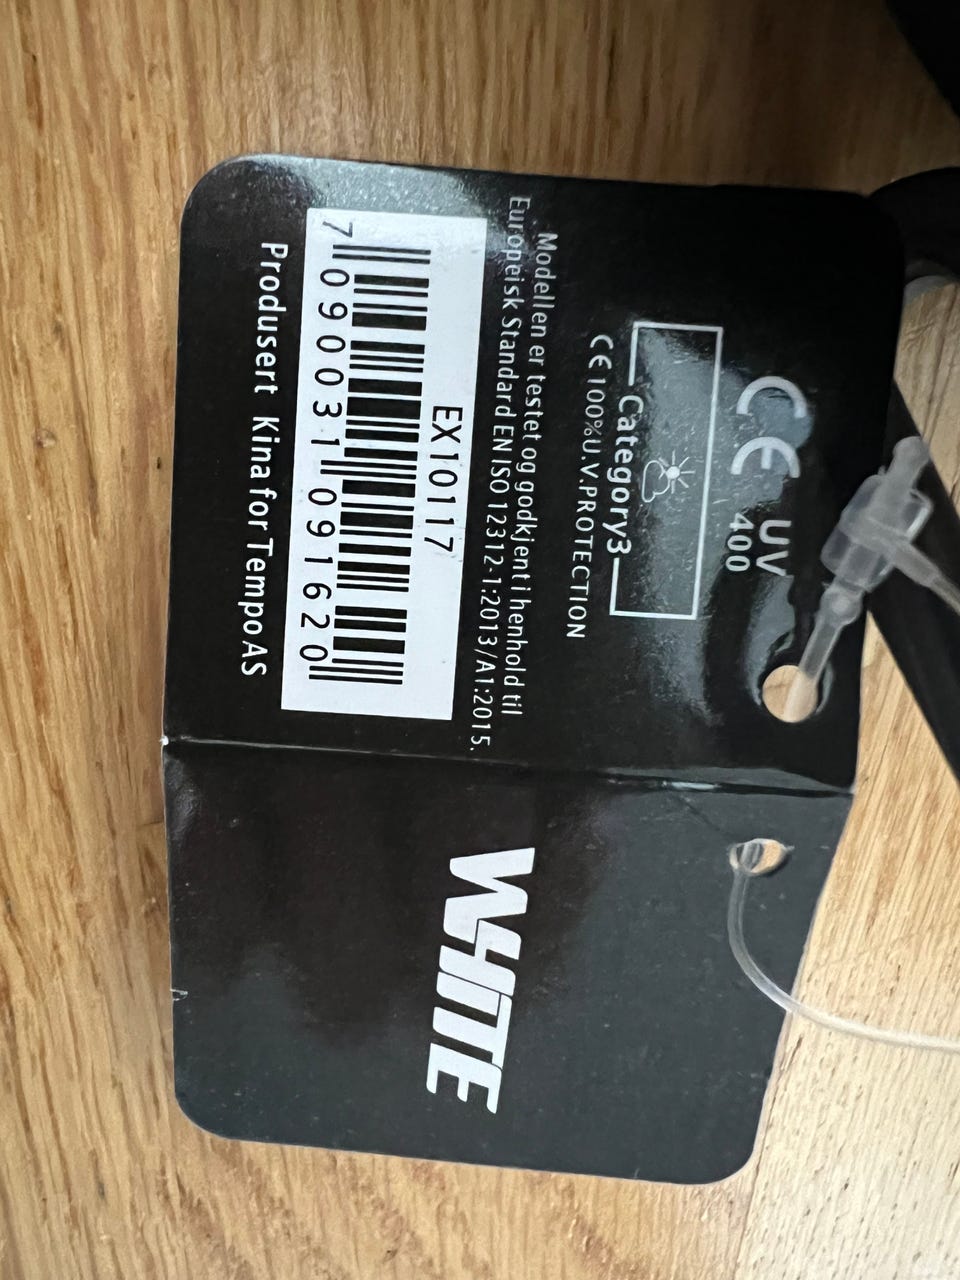 CE UV
400
Category3
CE 100%U.V.PROTECTION
Modellen er testet og godkjent i henhold til
Europeisk Standard EN ISO 12312-1:2013/A1:2015.
EX10117
7 090031 091620
Produsert Kina for Tempo AS
WHITE